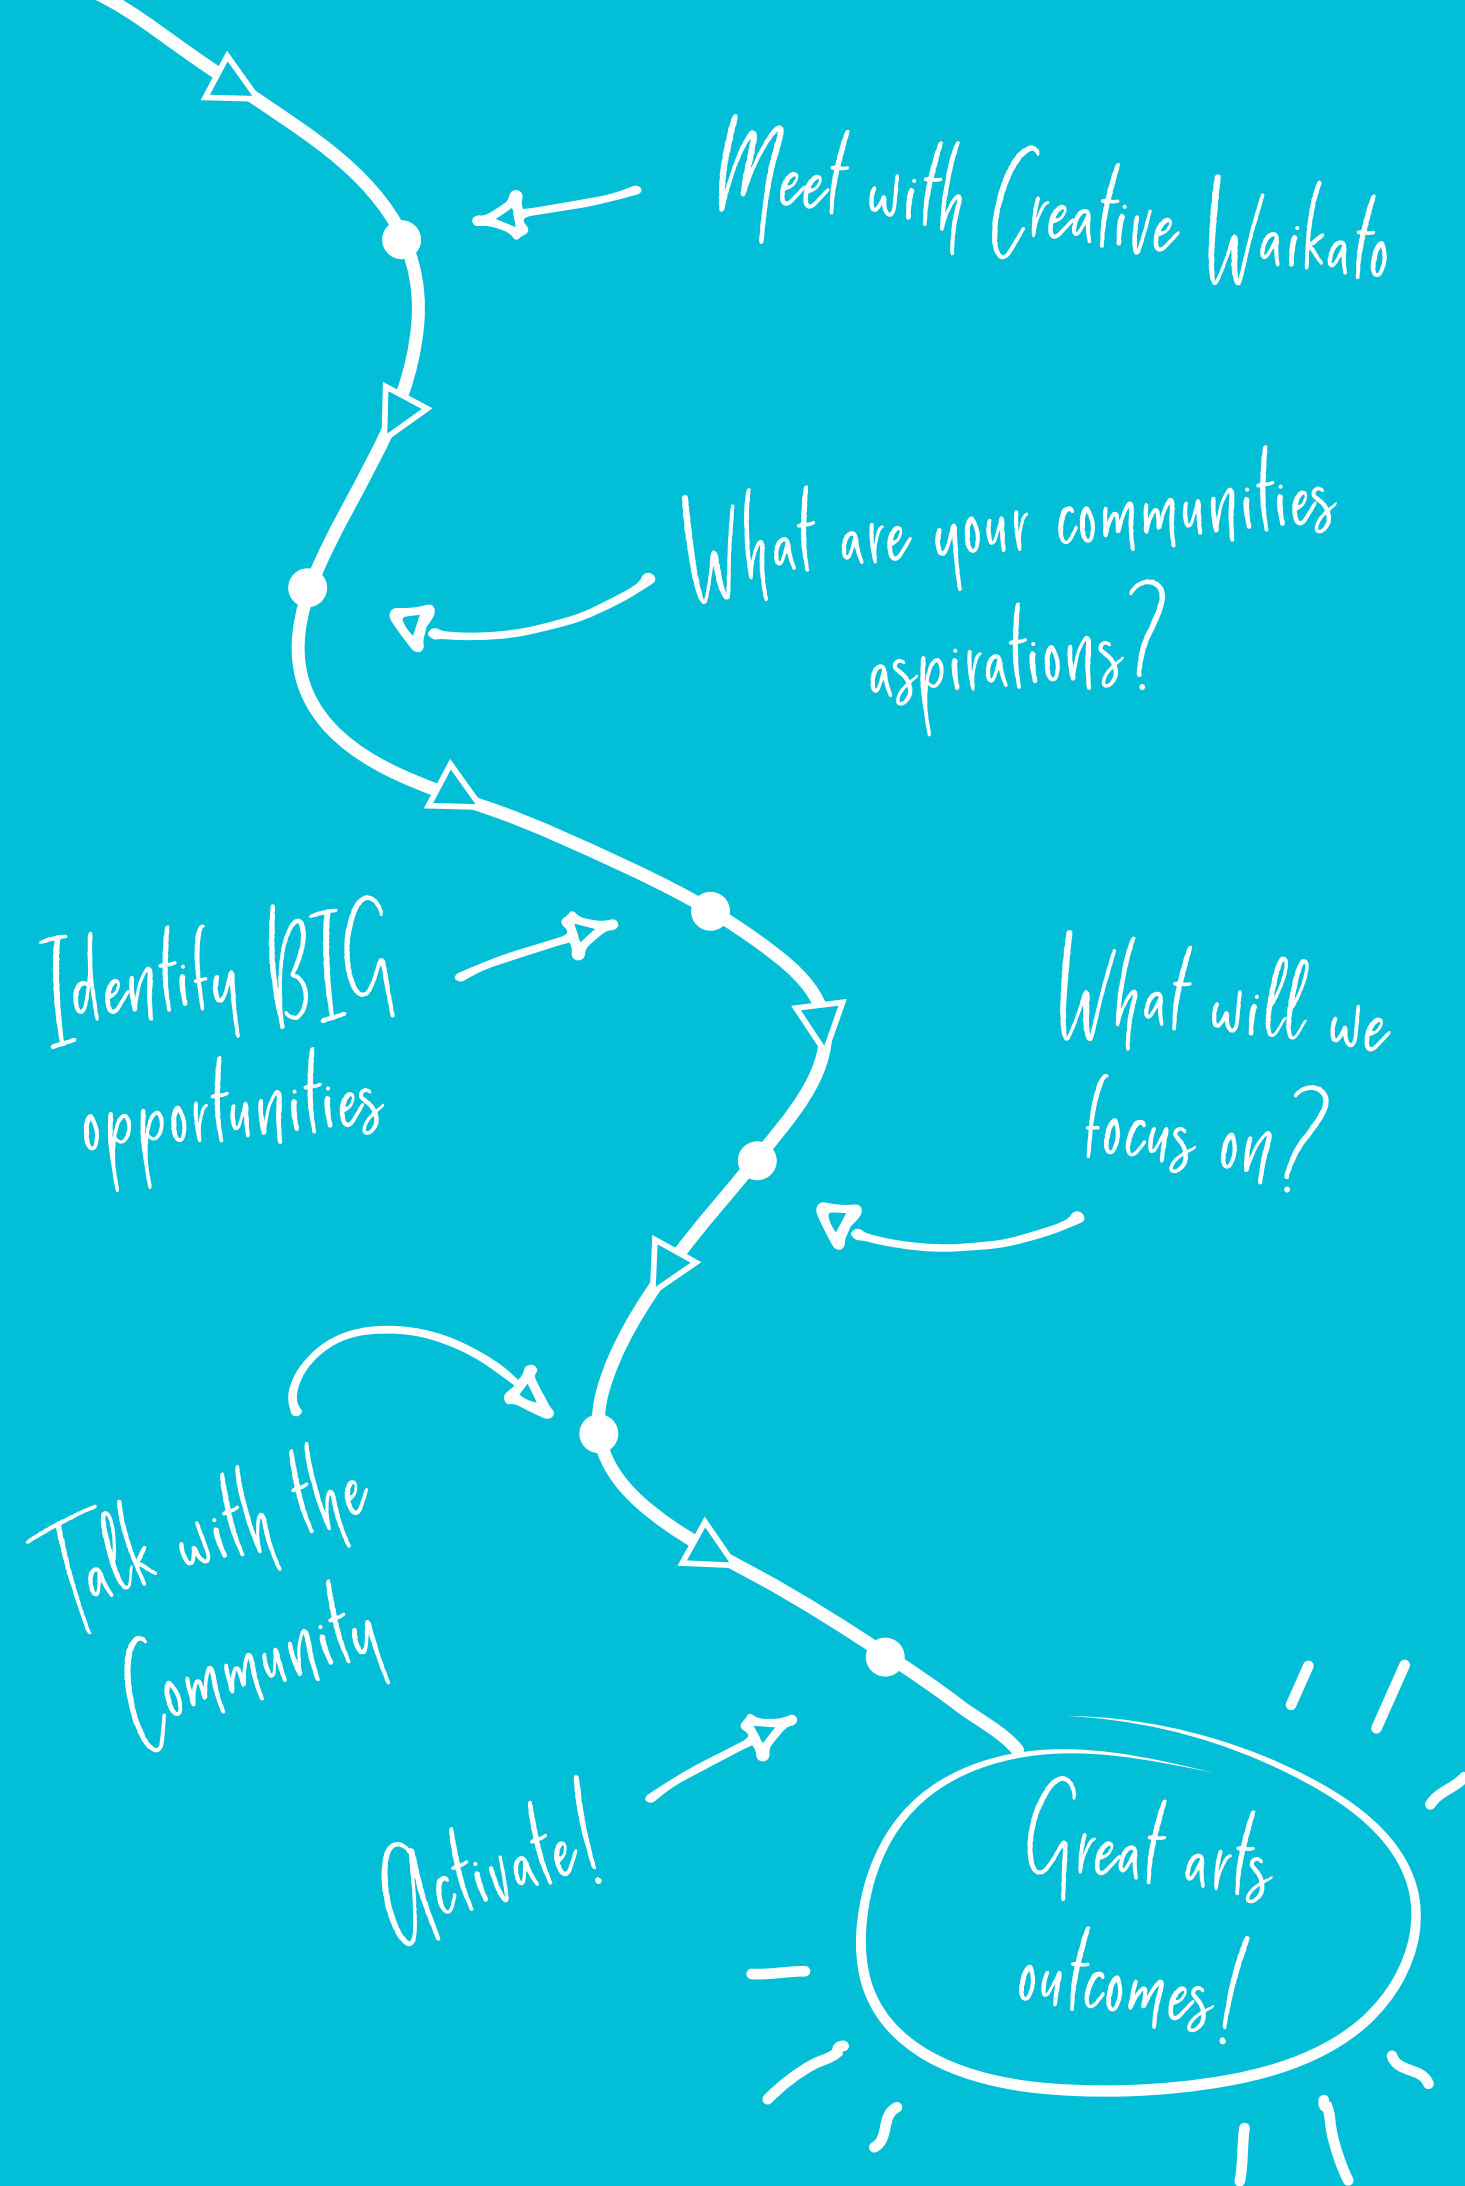 Meet with Creative Waikato
What are your communities
aspirations?
Identify BIG
opportunities
What will we
focus on?
Talk with the
Community
Activate!
Great arts
outcomes!